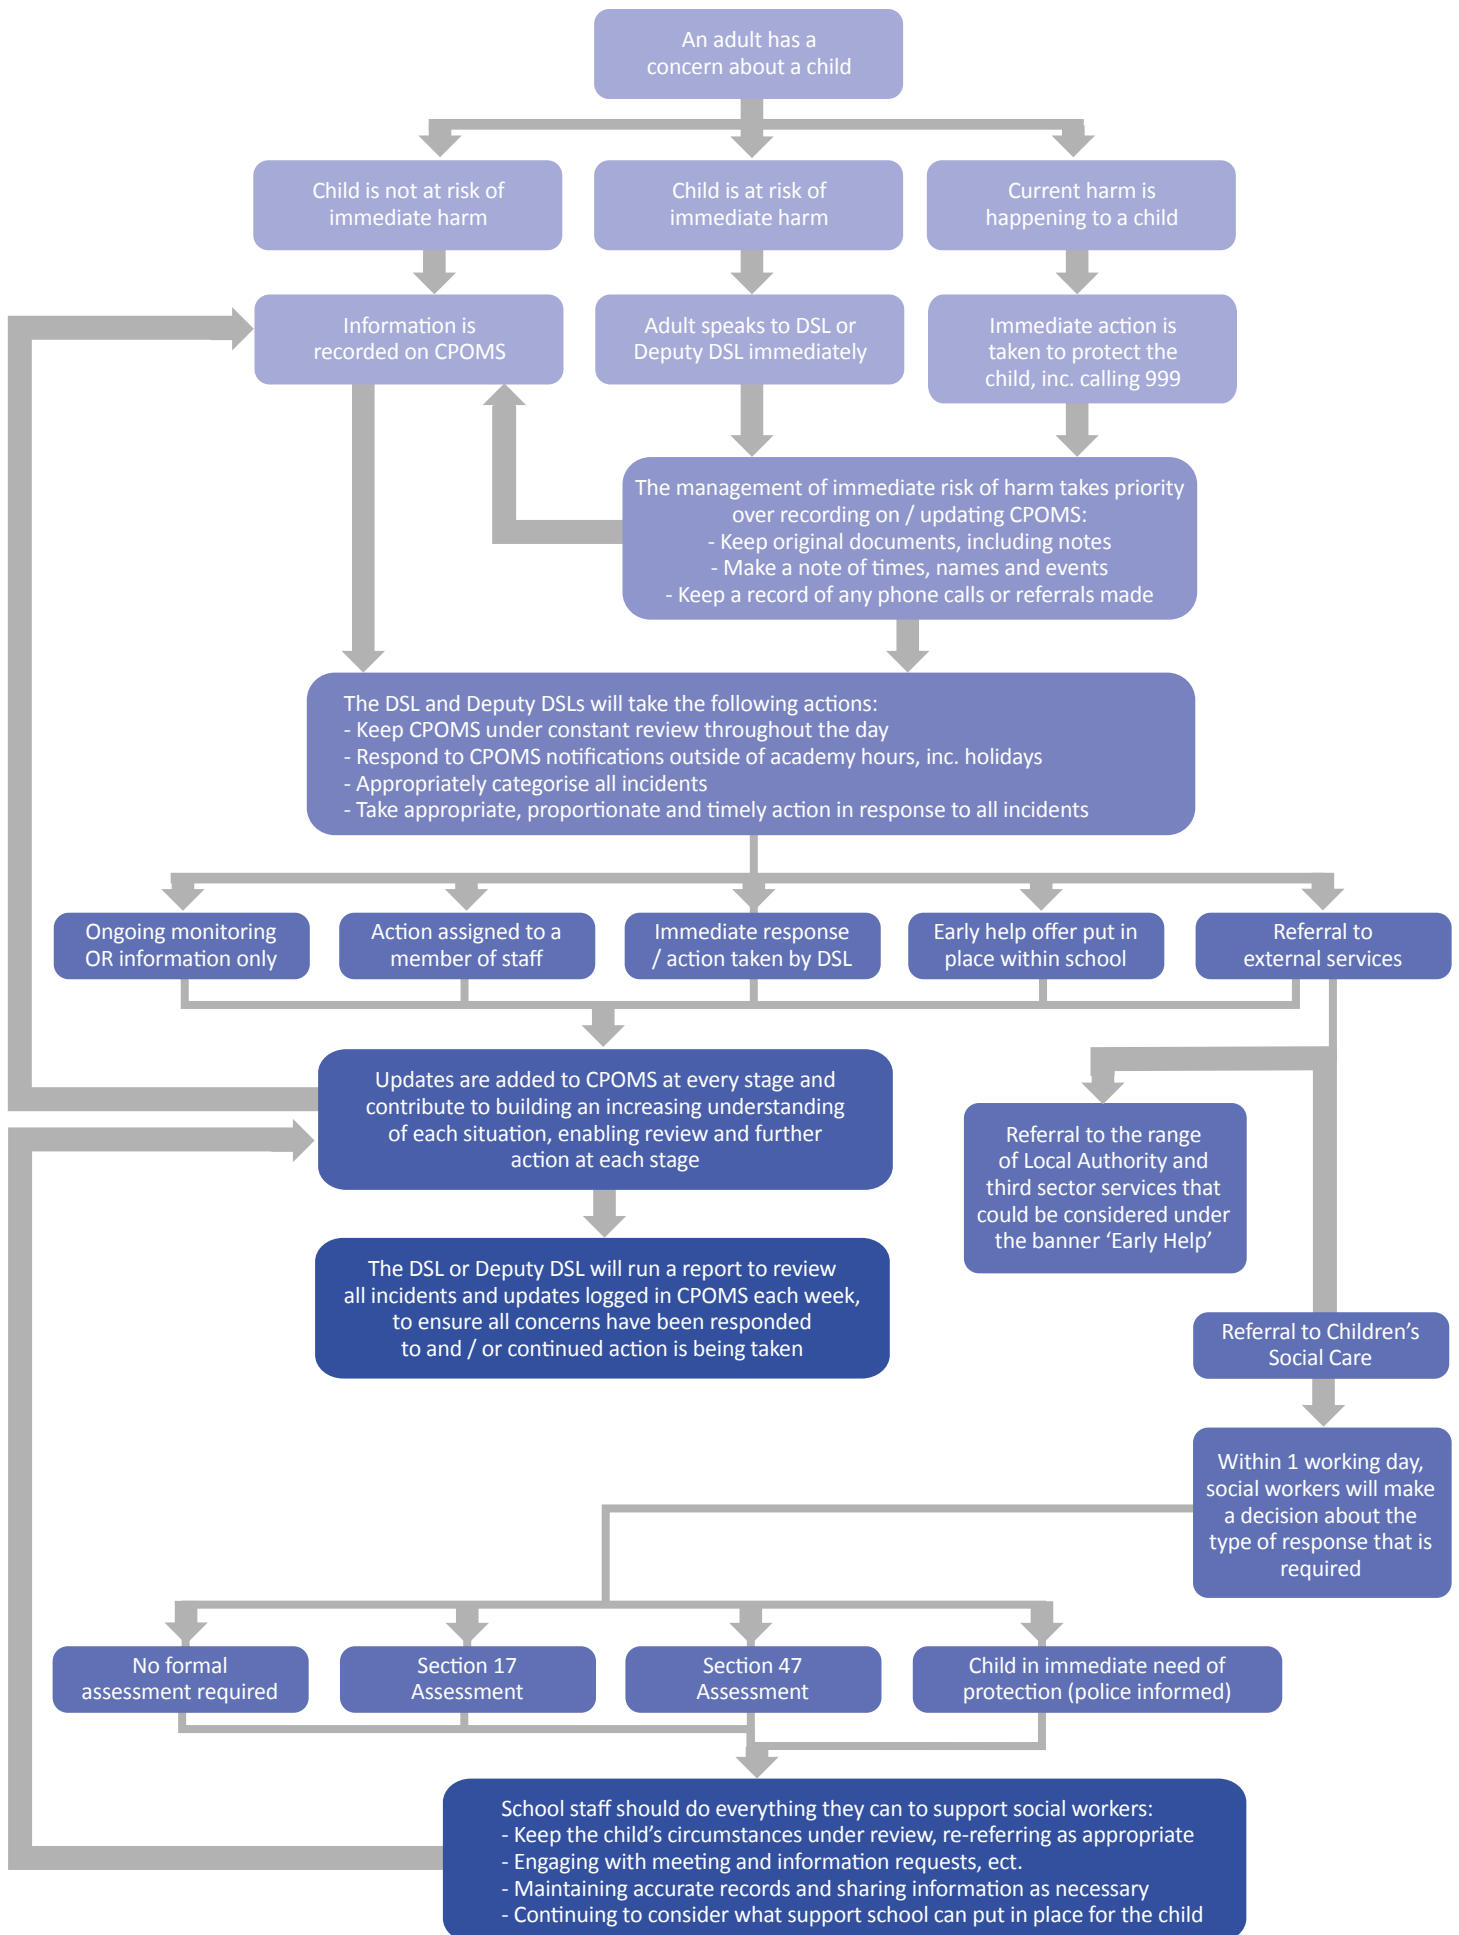 An adult has a
concern about a child
Child is not at risk of
immediate harm
Child is at risk of
immediate harm
Current harm is
happening to a child
Information is
recorded on CPOMS
Adult speaks to DSL or
Deputy DSL immediately
Immediate action is
taken to protect the
child, inc. calling 999
The management of immediate risk of harm takes priority
over recording on / updating CPOMS:
- Keep original documents, including notes
- Make a note of times, names and events
- Keep a record of any phone calls or referrals made
The DSL and Deputy DSLs will take the following actions:
- Keep CPOMS under constant review throughout the day
- Respond to CPOMS notifications outside of academy hours, inc. holidays
- Appropriately categorise all incidents
- Take appropriate, proportionate and timely action in response to all incidents
Ongoing monitoring
OR information only
Action assigned to a
member of staff
Immediate response
/ action taken by DSL
Early help offer put in
place within school
Referral to
external services
Updates are added to CPOMS at every stage and
contribute to building an increasing understanding
of each situation, enabling review and further
action at each stage
Referral to the range
of Local Authority and
third sector services that
could be considered under
the banner ‘Early Help’
The DSL or Deputy DSL will run a report to review
all incidents and updates logged in CPOMS each week,
to ensure all concerns have been responded
to and / or continued action is being taken
Referral to Children’s
Social Care
Within 1 working day,
social workers will make
a decision about the
type of response that is
required
No formal
assessment required
Section 17
Assessment
Section 47
Assessment
Child in immediate need of
protection (police informed)
School staff should do everything they can to support social workers:
- Keep the child’s circumstances under review, re-referring as appropriate
- Engaging with meeting and information requests, ect.
- Maintaining accurate records and sharing information as necessary
- Continuing to consider what support school can put in place for the child